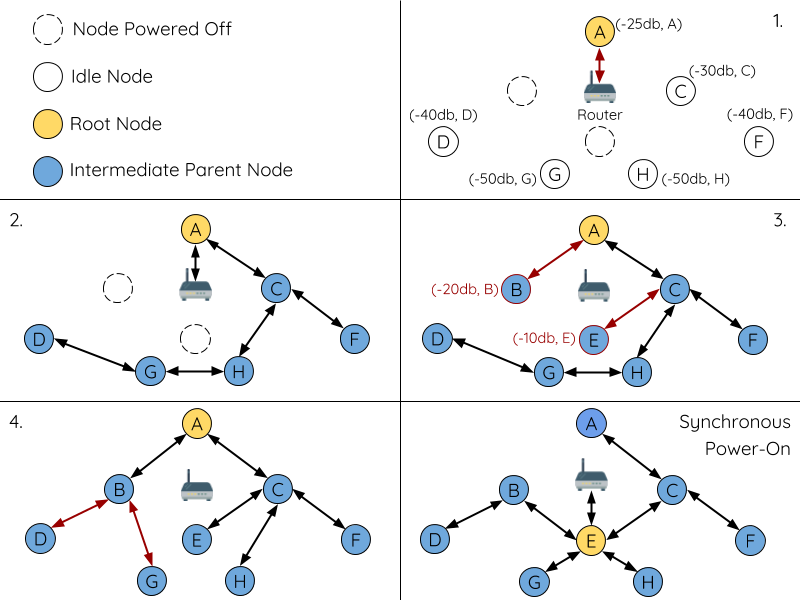 Node Powered Off
Idle Node
Root Node
Intermediate Parent Node
1.
A
(-25db, A)
(-30db, C)
C
Router
(-40db, D)
D
(-40db, F)
F
(-50db, G)
G
H
(-50db, H)
2.
A
C
D
F
G
H
3.
A
(-20db, B)
B
C
D
(-10db, E)
E
F
G
H
4.
A
B
C
D
E
F
G
H
Synchronous
Power-On
A
B
C
D
E
F
G
H